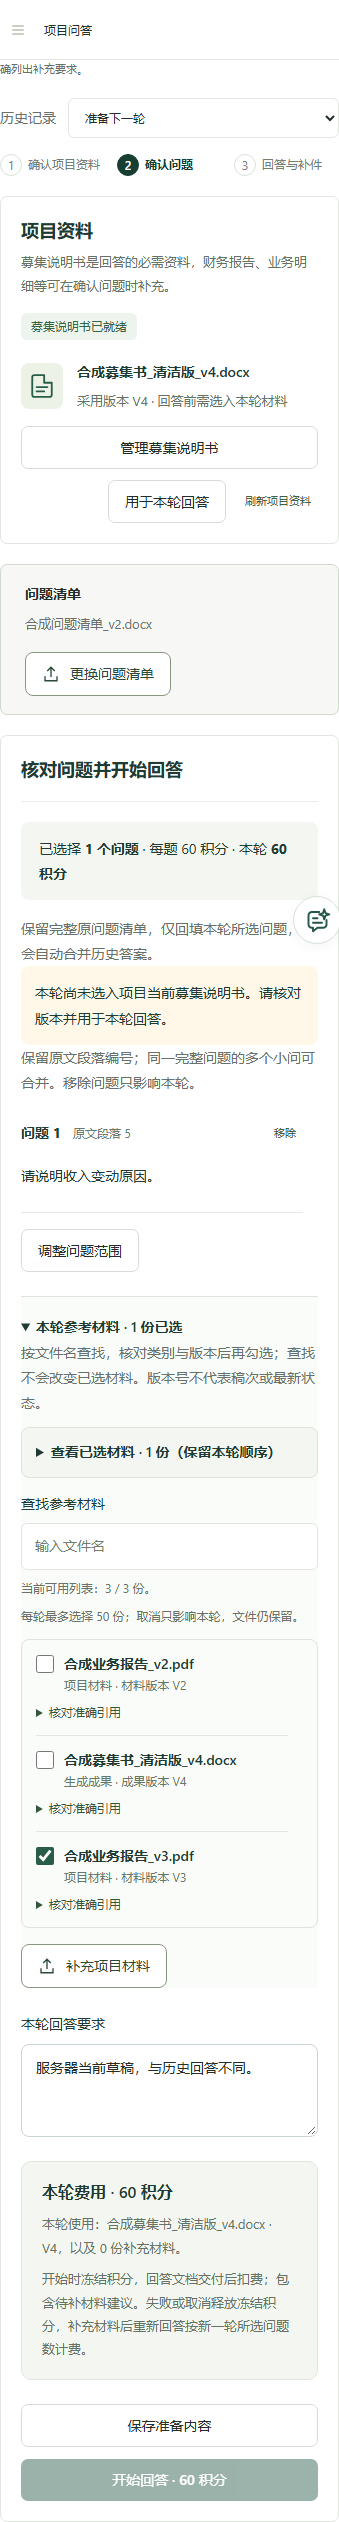 项目问答
确列出补充要求。
历史记录
准备下一轮
1 确认项目资料
2 确认问题
3 回答与补件
项目资料
募集说明书是回答的必需资料，财务报告、业务明
细等可在确认问题时补充。
募集说明书已就绪
合成募集书_清洁版_v4.docx
采用版本 V4 · 回答前需选入本轮材料
管理募集说明书
用于本轮回答
刷新项目资料
问题清单
合成问题清单_v2.docx
更换问题清单
核对问题并开始回答
已选择 1 个问题 · 每题 60 积分 · 本轮 60
积分
保留完整原问题清单，仅回填本轮所选问题，
会自动合并历史答案。
本轮尚未选入项目当前募集说明书。请核对
版本并用于本轮回答。
保留原文段落编号；同一完整问题的多个小问可
合并。移除问题只影响本轮。
问题 1 原文段落 5
移除
请说明收入变动原因。
调整问题范围
本轮参考材料 · 1 份已选
按文件名查找，核对类别与版本后再勾选；查找
不会改变已选材料。版本号不代表稿次或最新状
态。
查看已选材料 · 1 份（保留本轮顺序）
查找参考材料
输入文件名
当前可用列表：3 / 3 份。
每轮最多选择 50 份；取消只影响本轮，文件仍保留。
合成业务报告_v2.pdf
项目材料 · 材料版本 V2
核对准确引用
合成募集书_清洁版_v4.docx
生成成果 · 成果版本 V4
核对准确引用
合成业务报告_v3.pdf
项目材料 · 材料版本 V3
核对准确引用
补充项目材料
本轮回答要求
服务器当前草稿，与历史回答不同。
本轮费用 · 60 积分
本轮使用：合成募集书_清洁版_v4.docx ·
V4，以及 0 份补充材料。
开始时冻结积分，回答文档交付后扣费；包
含待补材料建议。失败或取消释放冻结积
分，补充材料后重新回答按新一轮所选问题
数计费。
保存准备内容
开始回答 · 60 积分